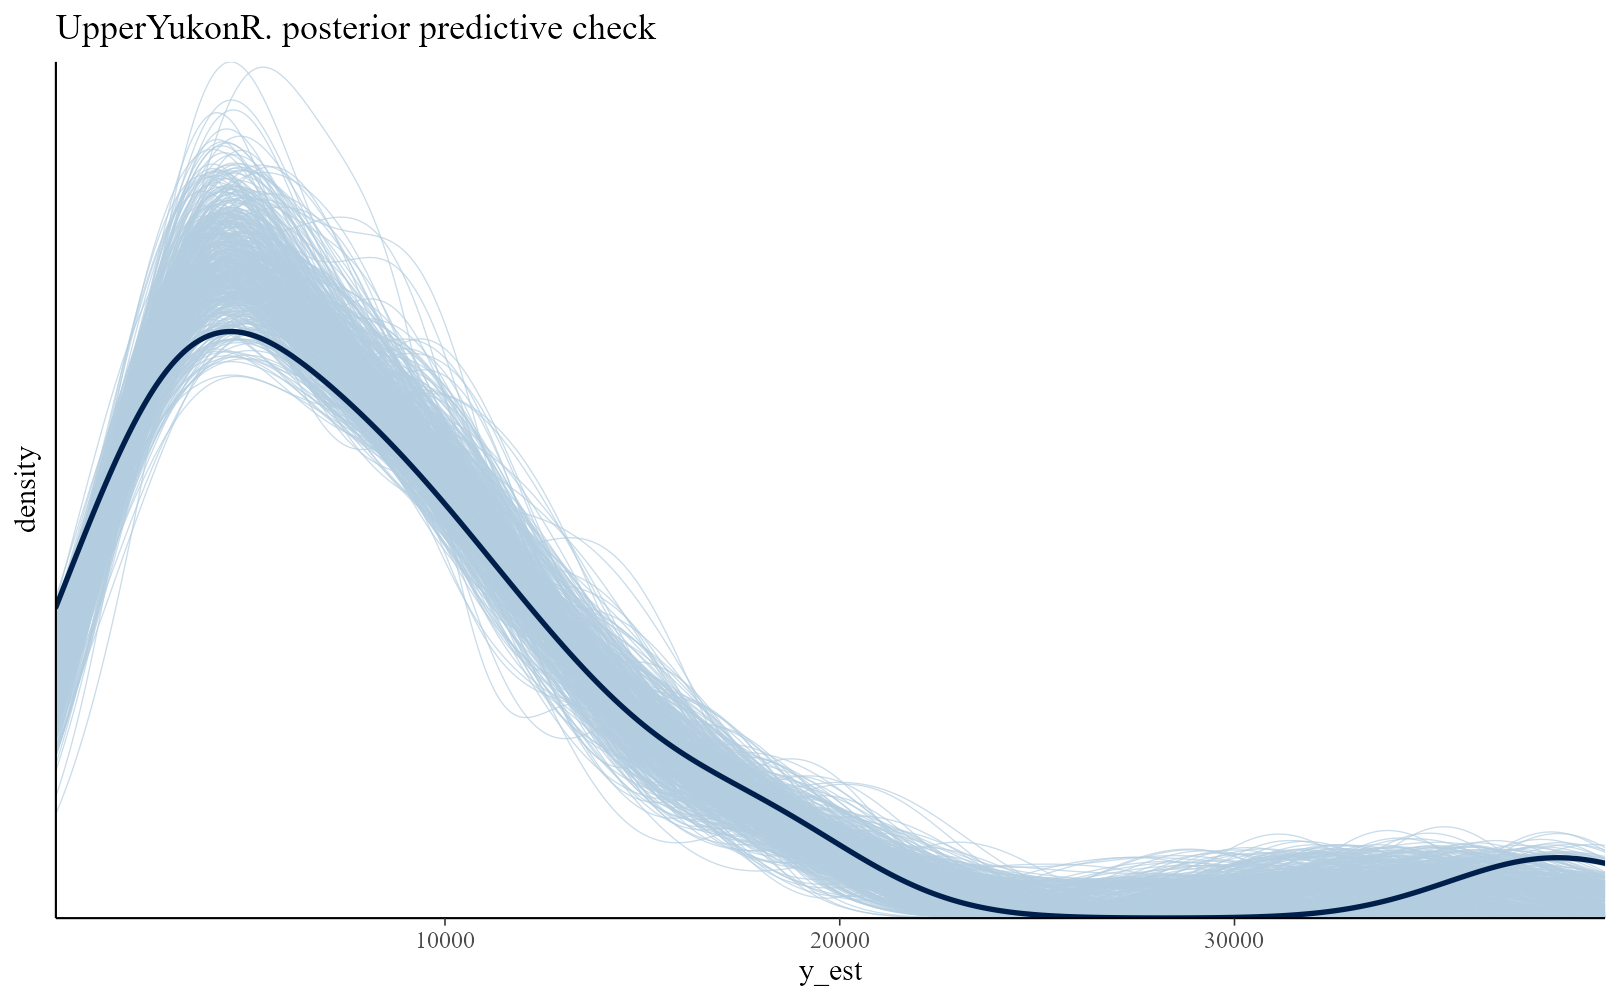 UpperYukonR. posterior predictive check
density
10000
20000
30000
y_est